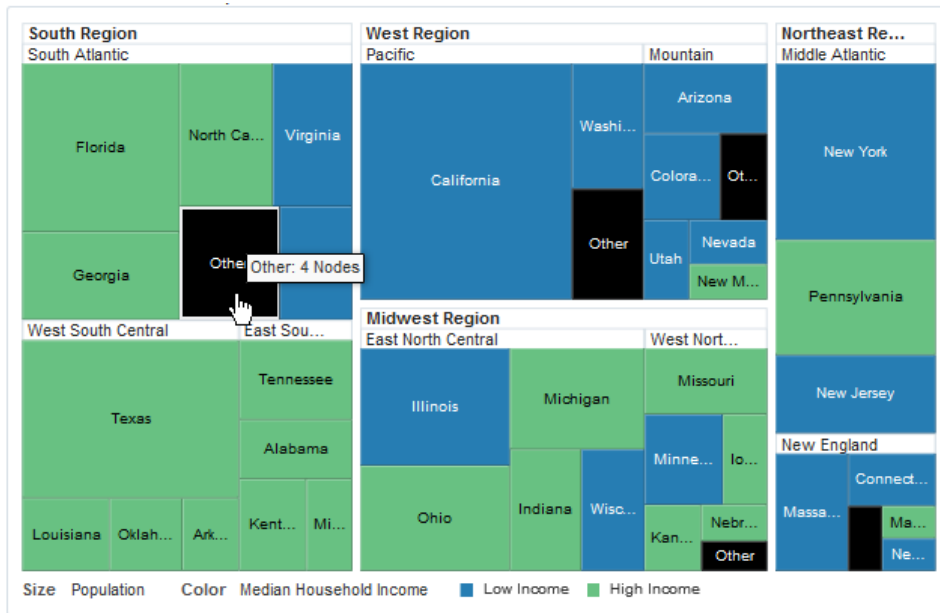 South Region
South Atlantic
Florida
North Ca...
Virginia
Georgia
Othe
Other: 4 Nodes
West South Central
East Sou...
Texas
Tennessee
Alabama
Louisiana
Oklah...
Ark...
Kent...
Mi...
West Region
Pacific
Mountain
California
Washi...
Other
Arizona
Colora...
Ot...
Utah
Nevada
New M...
Midwest Region
East North Central
West Nort...
Illinois
Michigan
Ohio
Indiana
Wisc...
Missouri
Minne...
Io...
Kan...
Nebr...
Other
Northeast Re...
Middle Atlantic
New York
Pennsylvania
New Jersey
New England
Massa...
Connect...
Ma...
Ne...
Size Population Color Median Household Income Low Income High Income